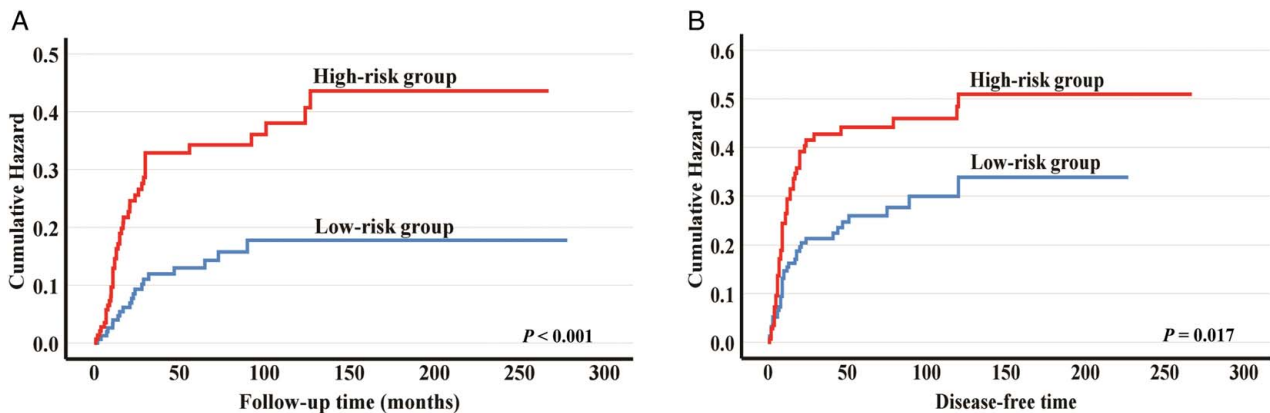 A
Cumulative Hazard
0.5
0.4
0.3
0.2
0.1
0.0
High-risk group
Low-risk group
P < 0.001
0 50 100 150 200 250 300
Follow-up time (months)
B
Cumulative Hazard
0.6
0.5
0.4
0.3
0.2
0.1
0.0
High-risk group
Low-risk group
P = 0.017
0 50 100 150 200 250 300
Disease-free time